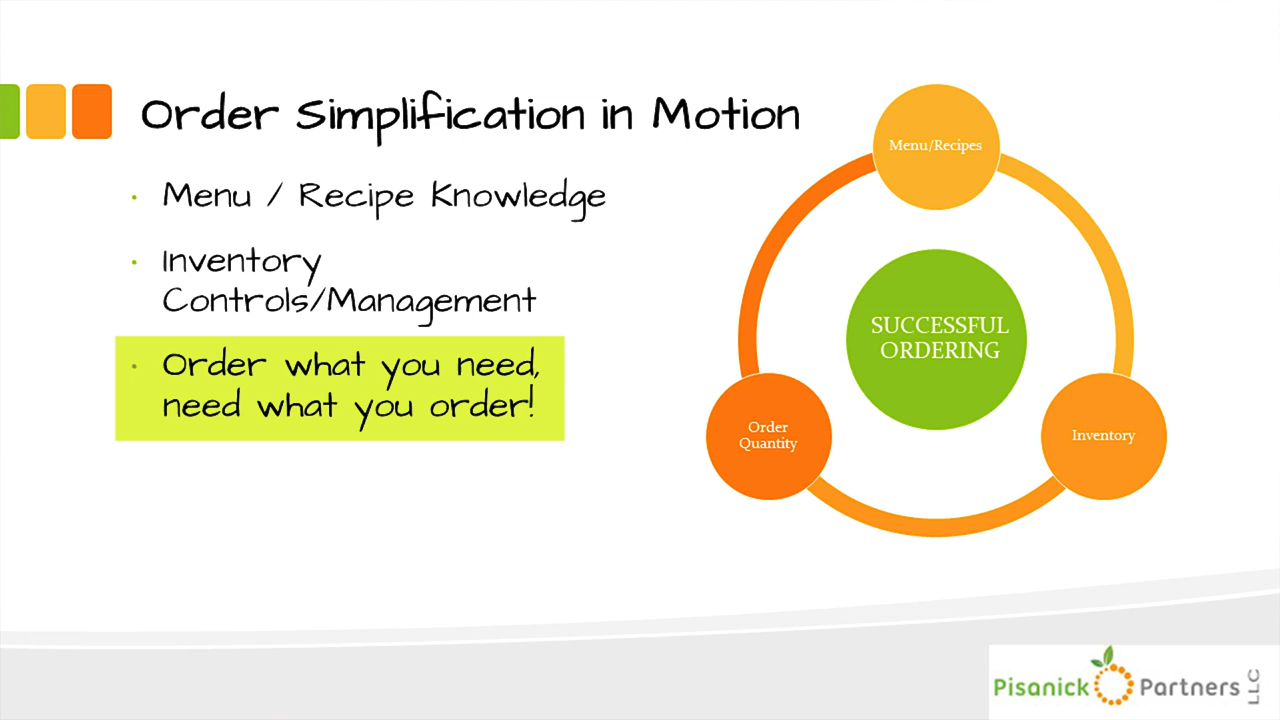 Order Simplification in Motion
Menu / Recipe Knowledge
Inventory
Controls/Management
Order what you need,
need what you order!
Menu/Recipes
SUCCESSFUL
ORDERING
Order
Quantity
Inventory
Pisanick Partners LLC